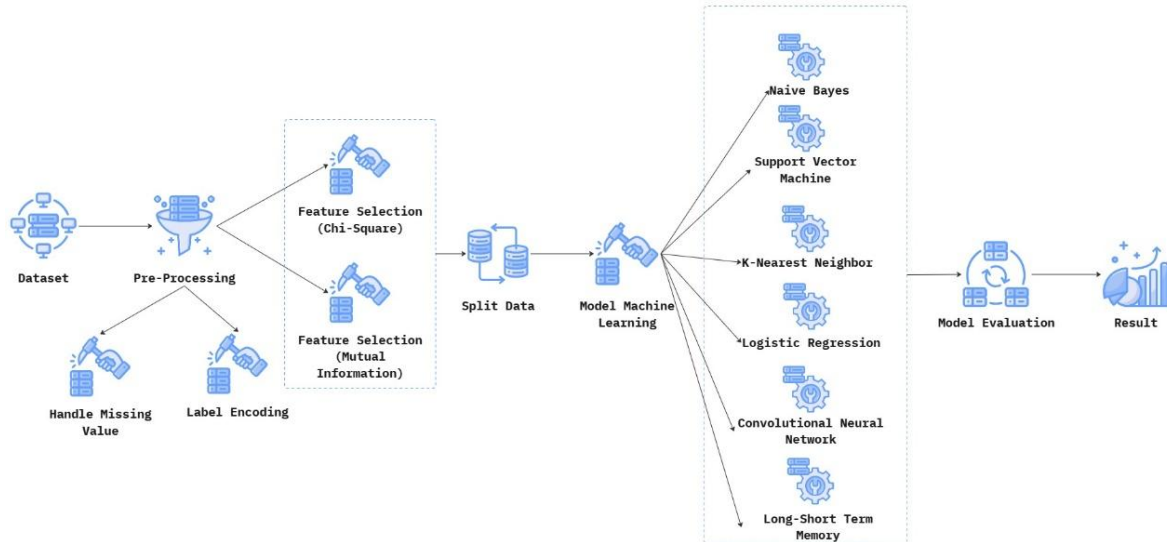 Dataset
Pre-Processing
Handle Missing
Value
Label Encoding
Feature Selection
(Chi-Square)
Feature Selection
(Mutual
Information)
Split Data
Model Machine
Learning
Naive Bayes
Support Vector
Machine
K-Nearest Neighbor
Logistic Regression
Convolutional Neural
Network
Long-Short Term
Memory
Model Evaluation
Result